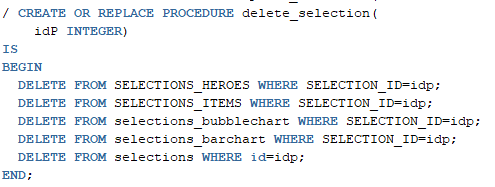 / CREATE OR REPLACE PROCEDURE delete_selection(
idP INTEGER)
IS
BEGIN
DELETE FROM SELECTIONS_HEROES WHERE SELECTION_ID=idp;
DELETE FROM SELECTIONS_ITEMS WHERE SELECTION_ID=idp;
DELETE FROM selections_bubblechart WHERE SELECTION_ID=idp;
DELETE FROM selections_barchart WHERE SELECTION_ID=idp;
DELETE FROM selections WHERE id=idp;
END;